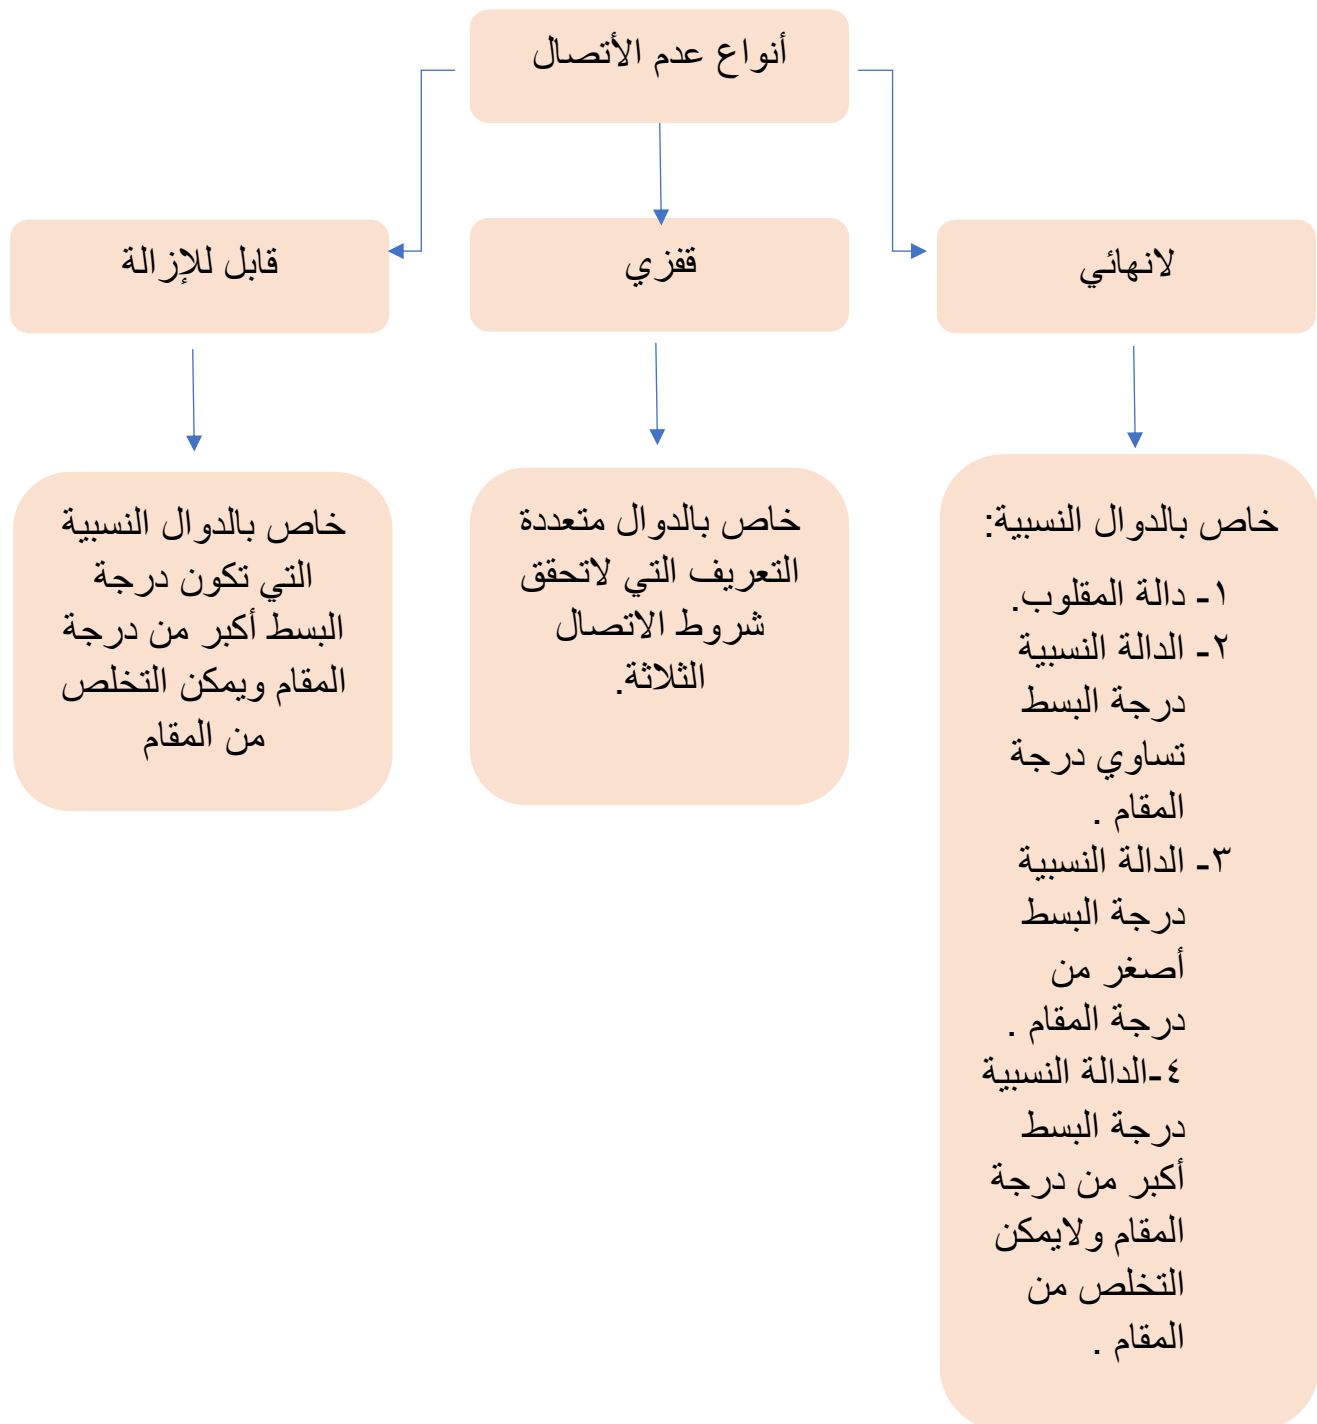 أنواع عدم الأتصال
لانهائي
قفزي
قابل للإزالة
خاص بالدوال النسبية:
١- دالة المقلوب.
٢- الدالة النسبية
درجة البسط
تساوي درجة
المقام .
٣- الدالة النسبية
درجة البسط
أصغر من
درجة المقام .
٤-الدالة النسبية
درجة البسط
أكبر من درجة
المقام ولايمكن
التخلص من
المقام .
خاص بالدوال متعددة
التعريف التي لاتحقق
شروط الاتصال
الثلاثة.
خاص بالدوال النسبية
التي تكون درجة
البسط أكبر من درجة
المقام ويمكن التخلص
من المقام